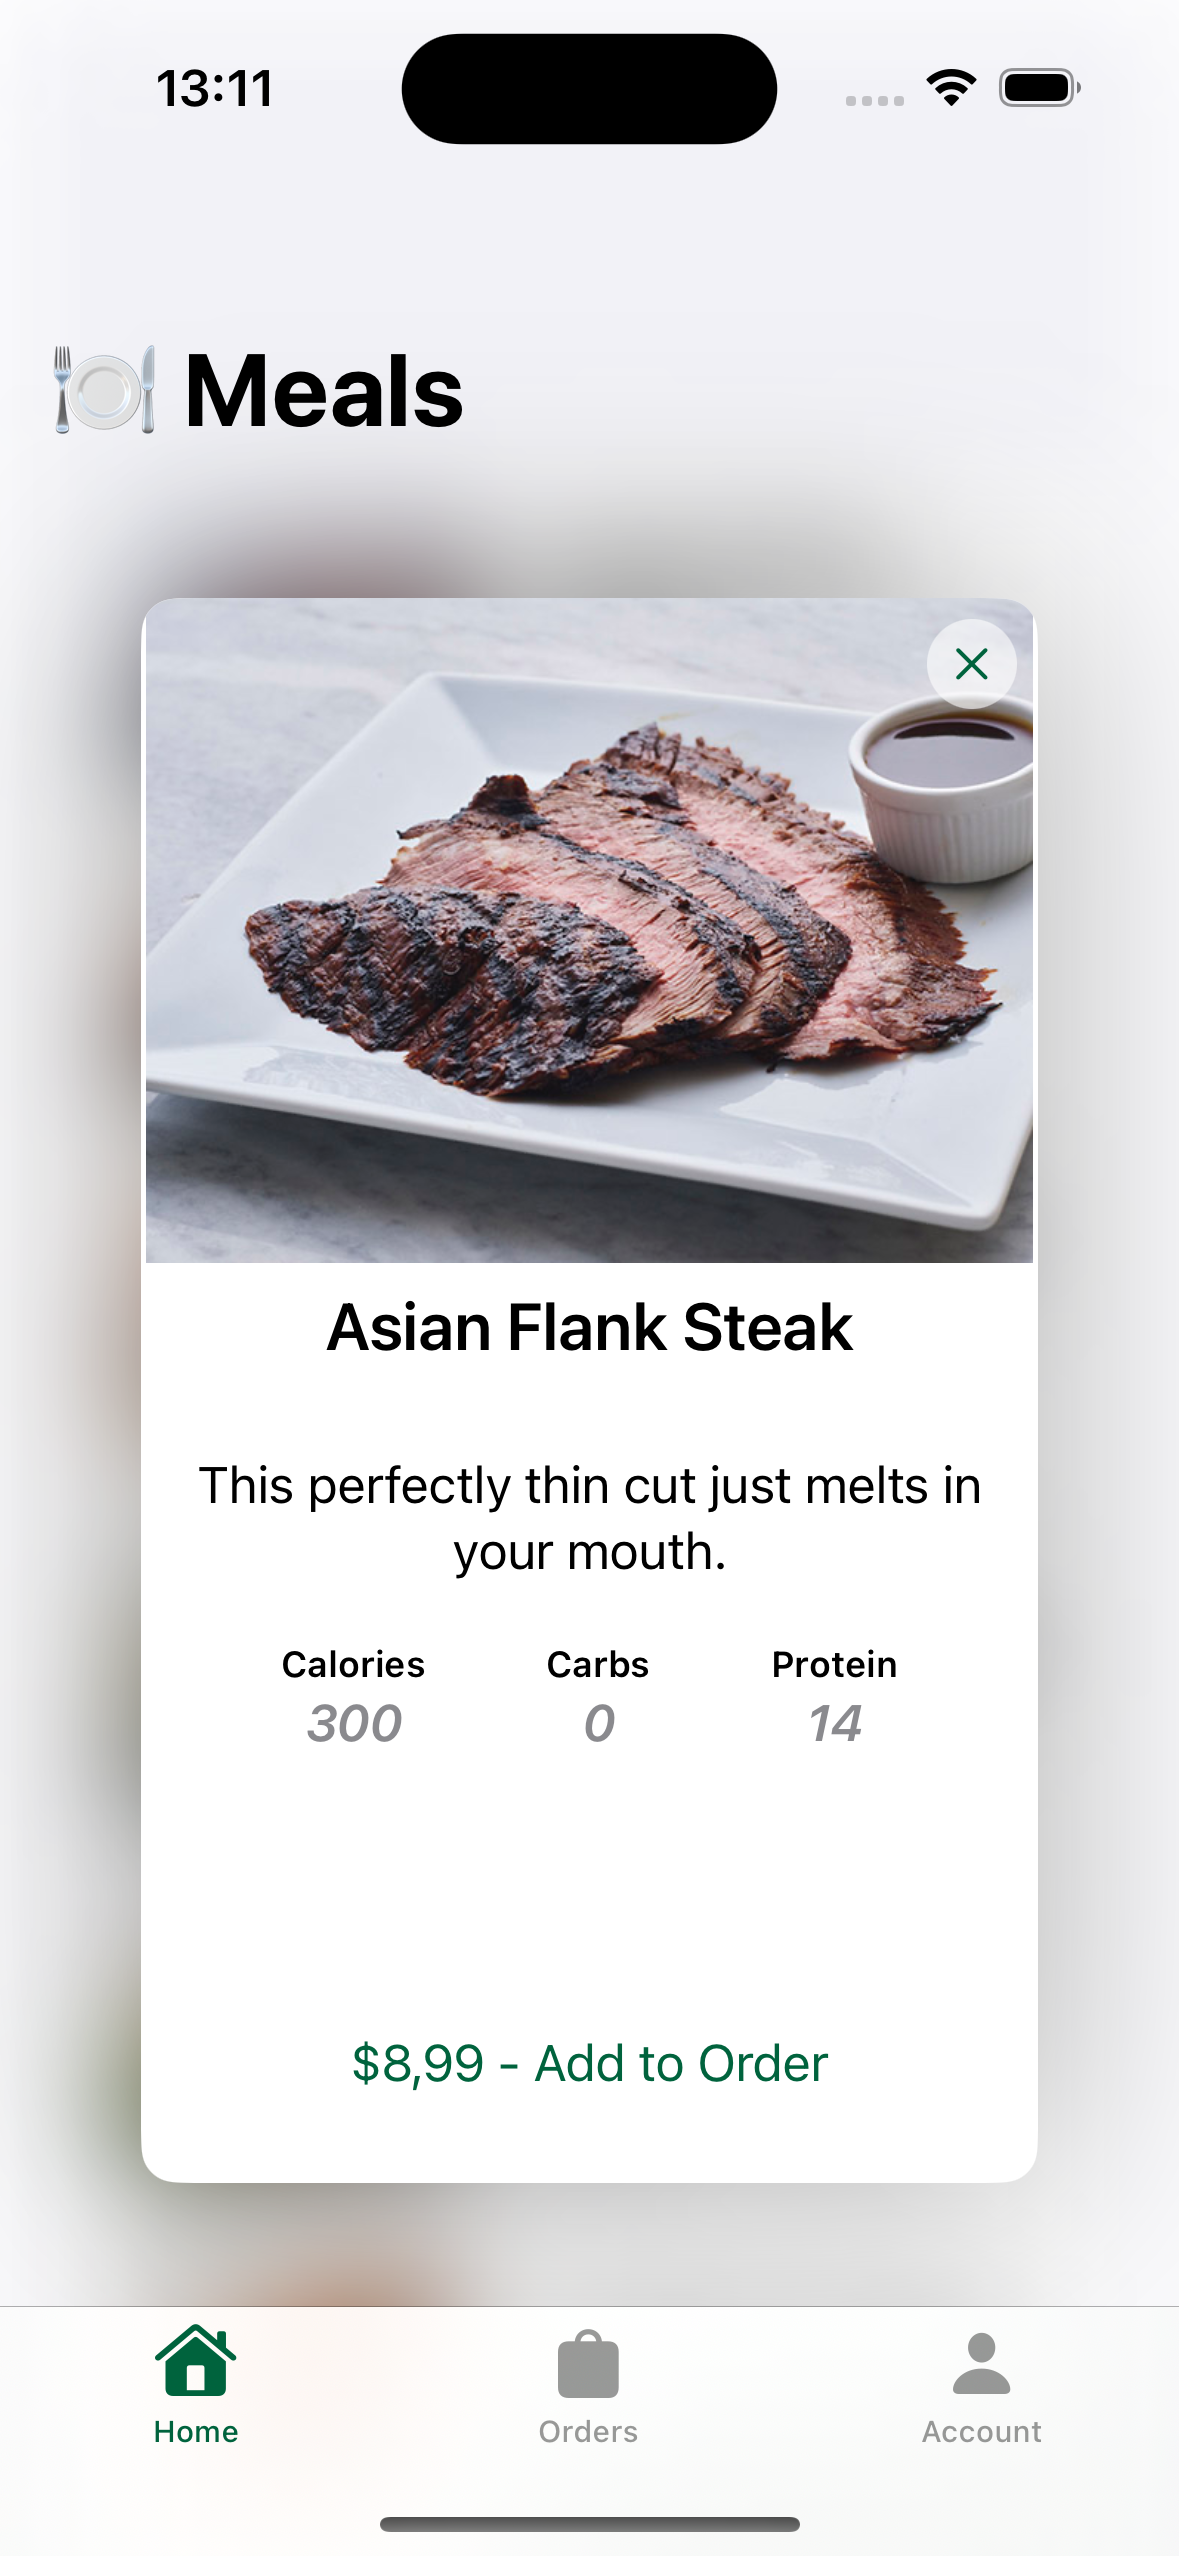 13:11
🍽️ Meals
Asian Flank Steak
This perfectly thin cut just melts in
your mouth.
Calories Carbs Protein
300 0 14
$8,99 - Add to Order
Home Orders Account